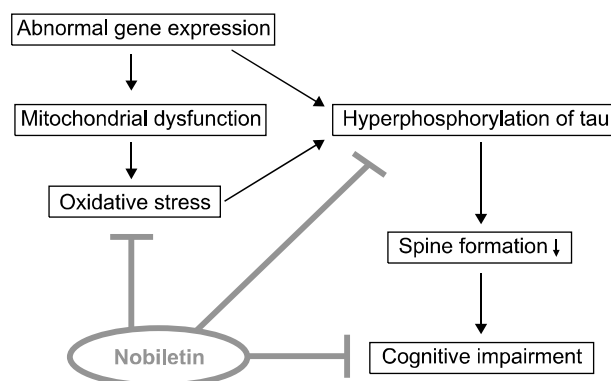 Abnormal gene expression
Mitochondrial dysfunction
Hyperphosphorylation of tau
Oxidative stress
Spine formation ↓
Nobiletin
Cognitive impairment